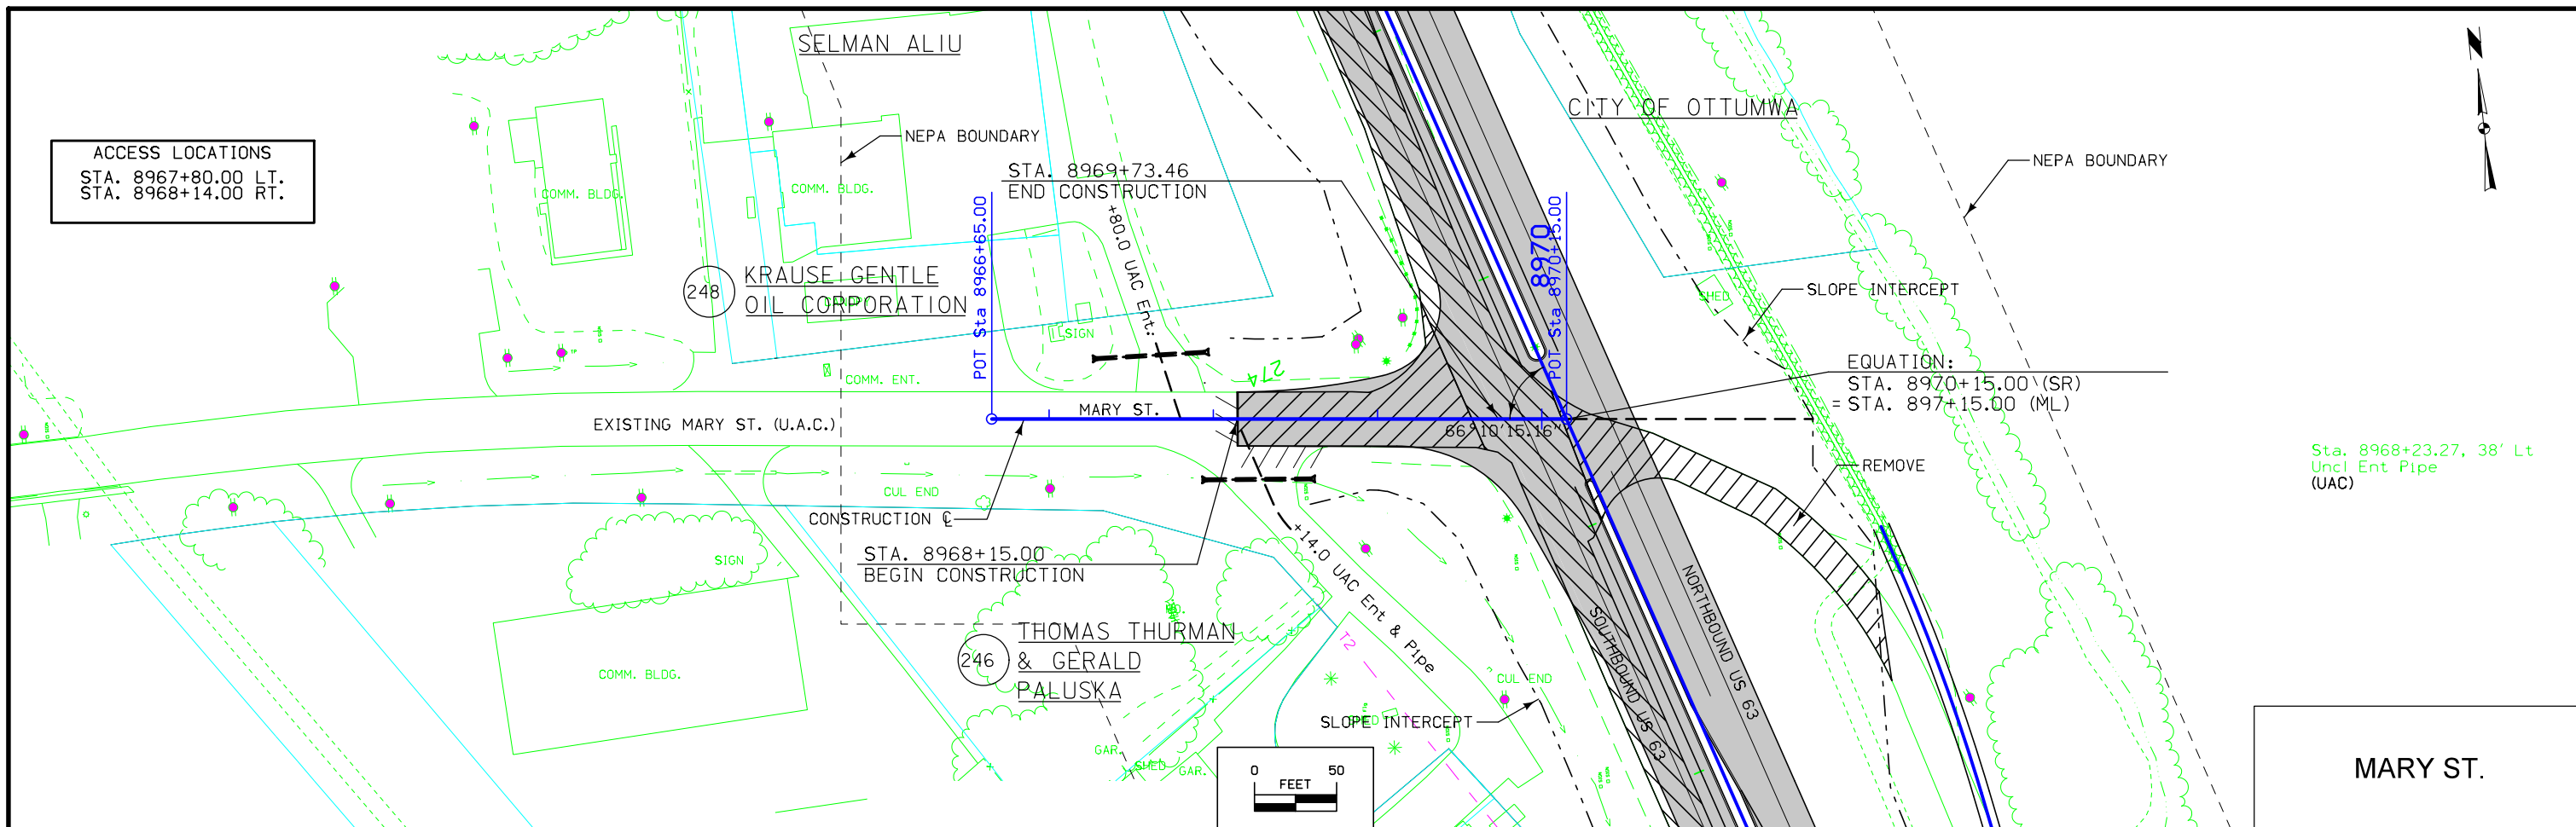 SELMAN ALIU
CITY OF OTTUMWA
ACCESS LOCATIONS
STA. 8967+80.00 LT.
STA. 8968+14.00 RT.
NEPA BOUNDARY
NEPA BOUNDARY
STA. 8969+73.46
END CONSTRUCTION
COMM. BLDG.
COMM. BLDG.
POT Sta 8966+65.00
+80.0 UAC Ent.
8970
POT Sta 8970+15.00
248
KRAUSE GENTLE
OIL CORPORATION
CANOPY
SIGN
SHED
SLOPE INTERCEPT
COMM. ENT.
274
EQUATION:
STA. 8970+15.00 (SR)
= STA. 897+15.00 (ML)
MARY ST.
EXISTING MARY ST. (U.A.C.)
66°10'15.16"
REMOVE
Sta. 8968+23.27, 38' Lt
Uncl Ent Pipe
(UAC)
CUL END
CONSTRUCTION ℄
STA. 8968+15.00
BEGIN CONSTRUCTION
SIGN
+14.0 UAC Ent & Pipe
NORTHBOUND US 63
SOUTHBOUND US 63
246
THOMAS THURMAN
& GERALD
PALUSKA
T2
COMM. BLDG.
CUL END
SHED
SLOPE INTERCEPT
GAR.
SHED
GAR.
0 50
FEET
MARY ST.